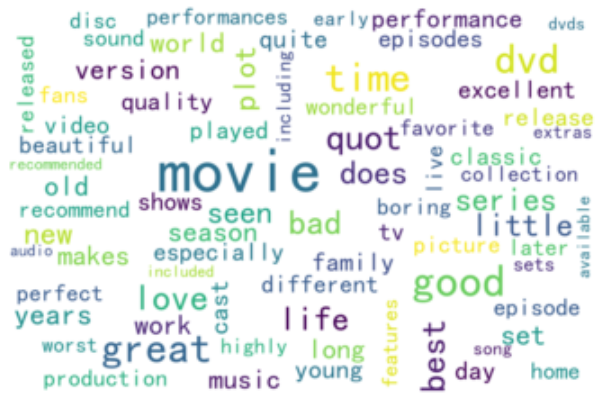 disc performances early performance dvds
sound world quite episodes
released version plot including time dvd
fans quality wonderful excellent
video played quot favorite release
beautiful extras
recommended movie does live classic
old shows collection
recommend seen bad boring series
new season tv little available
audio makes especially picture later
included family sets
perfect love cast different good
years work life features episode
worst great highly long best song set
production music young day home